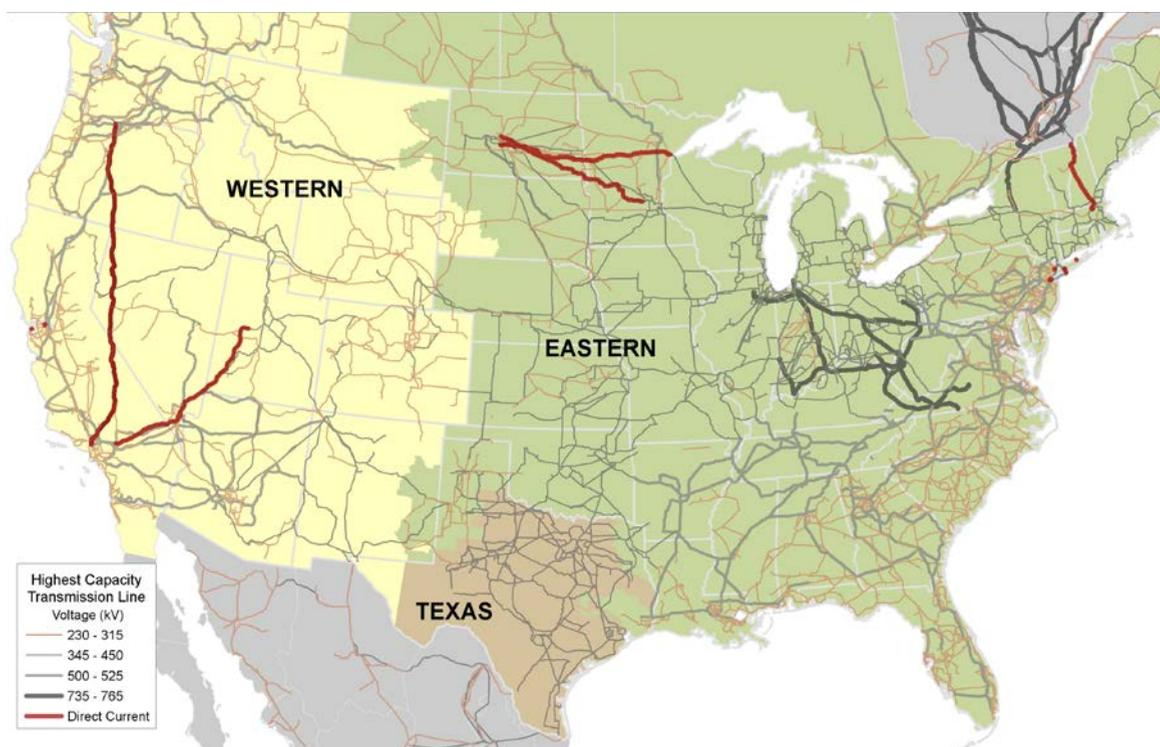 WESTERN
EASTERN
TEXAS
Highest Capacity
Transmission Line
Voltage (kV)
230 - 315
345 - 450
500 - 525
735 - 765
Direct Current